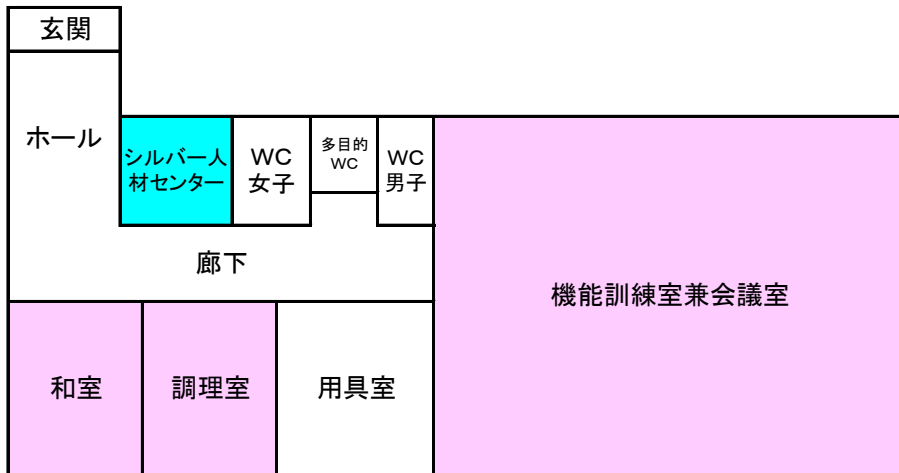 玄関
ホール
シルバー人
材センター
WC
女子
多目的
WC
WC
男子
廊下
機能訓練室兼会議室
和室
調理室
用具室